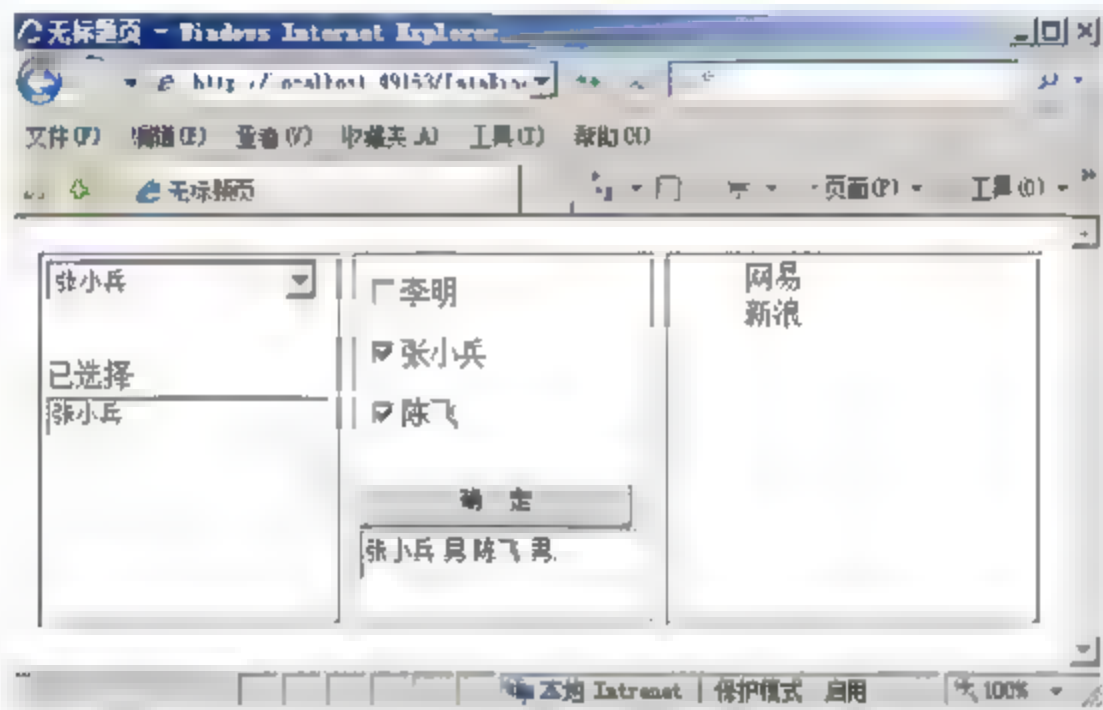 无标题页 - Windows Internet Explorer
文件(F) 编辑(E) 查看(V) 收藏夹(A) 工具(T) 帮助(H)
无标题页 页面(P) 工具(O)
张小兵
已选择
张小兵
李明
张小兵
陈飞
确 定
张小兵 男 陈飞 男
网易
新浪
本地 Intranet | 保护模式 启用 100%